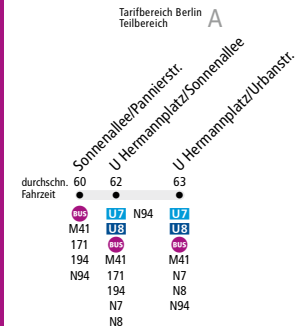 Tarifbereich Berlin
Teilbereich A
Sonnenallee/Pannierstr.
U Hermannplatz/Sonnenallee
U Hermannplatz/Urbanstr.
durchschn. 60 62 63
Fahrzeit
BUS U7 N94 U7
M41 U8 U8
171 BUS BUS
194 M41 M41
N94 171 N7
194 N8
N7 N94
N8